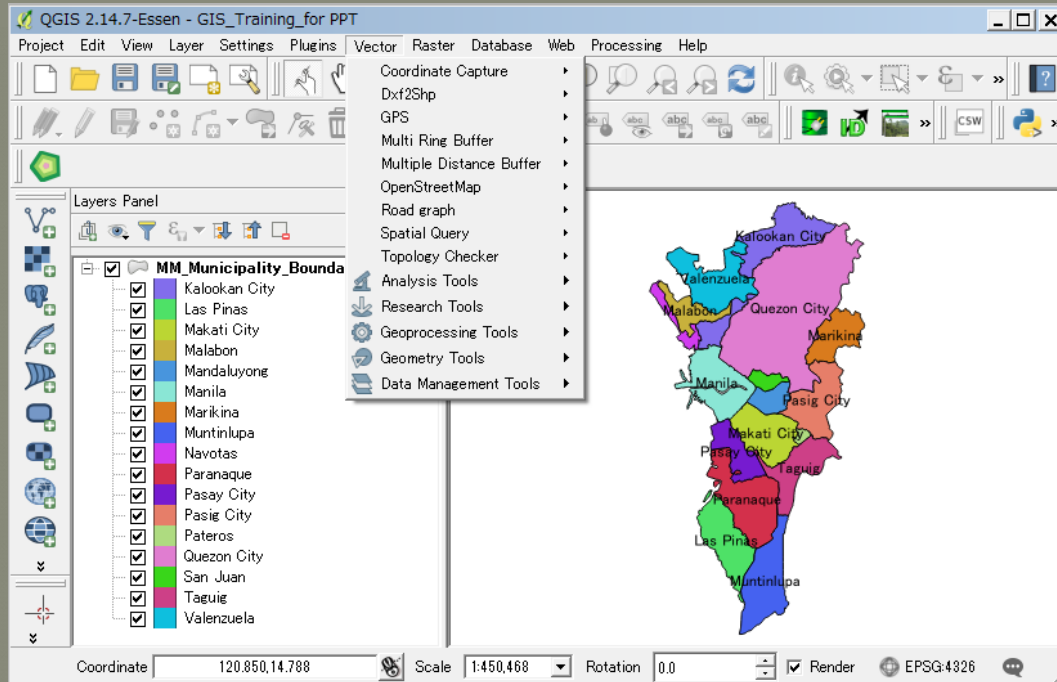 QGIS 2.14.7-Essen - GIS_Training_for PPT
Project Edit View Layer Settings Plugins Vector Raster Database Web Processing Help
Coordinate Capture
Dxf2Shp
GPS
Multi Ring Buffer
Multiple Distance Buffer
OpenStreetMap
Road graph
Spatial Query
Topology Checker
Analysis Tools
Research Tools
Geoprocessing Tools
Geometry Tools
Data Management Tools
abc abc abc abc
CSW
Layers Panel
MM_Municipality_Bounda
Kalookan City
Las Pinas
Makati City
Malabon
Mandaluyong
Manila
Marikina
Muntinlupa
Navotas
Paranaque
Pasay City
Pasig City
Pateros
Quezon City
San Juan
Taguig
Valenzuela
Kalookan City
Valenzuela
Malabon
Quezon City
Marikina
Manila
Pasig City
Makati City
Pasay City
Taguig
Paranaque
Las Pinas
Muntinlupa
Coordinate 120.850,14.788 Scale 1:450,468 Rotation 0.0 Render EPSG:4326